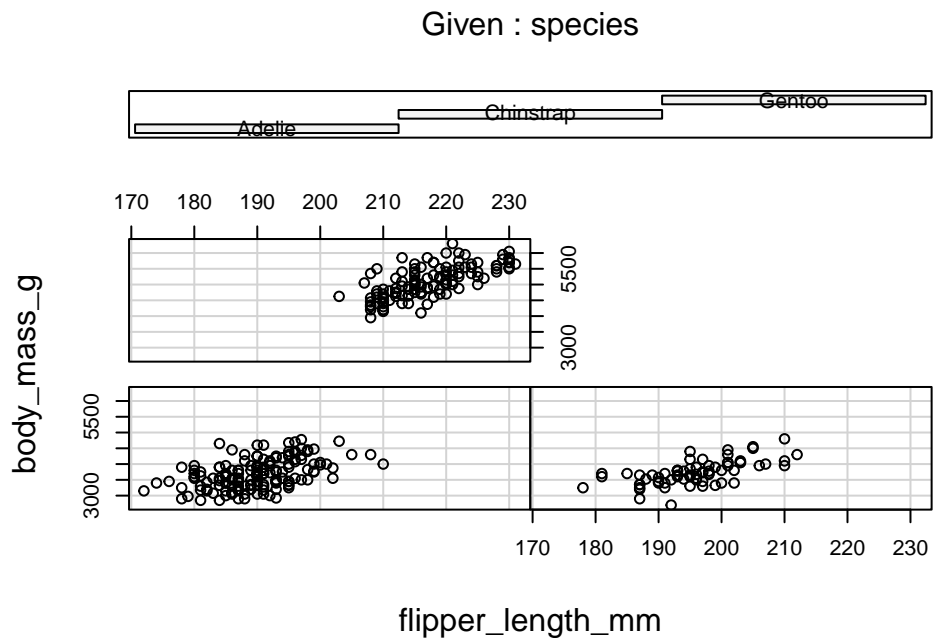 Given : species
Gentoo
Chinstrap
Adelie
170 180 190 200 210 220 230
body_mass_g
3000 5500
3000 5500
170 180 190 200 210 220 230
flipper_length_mm